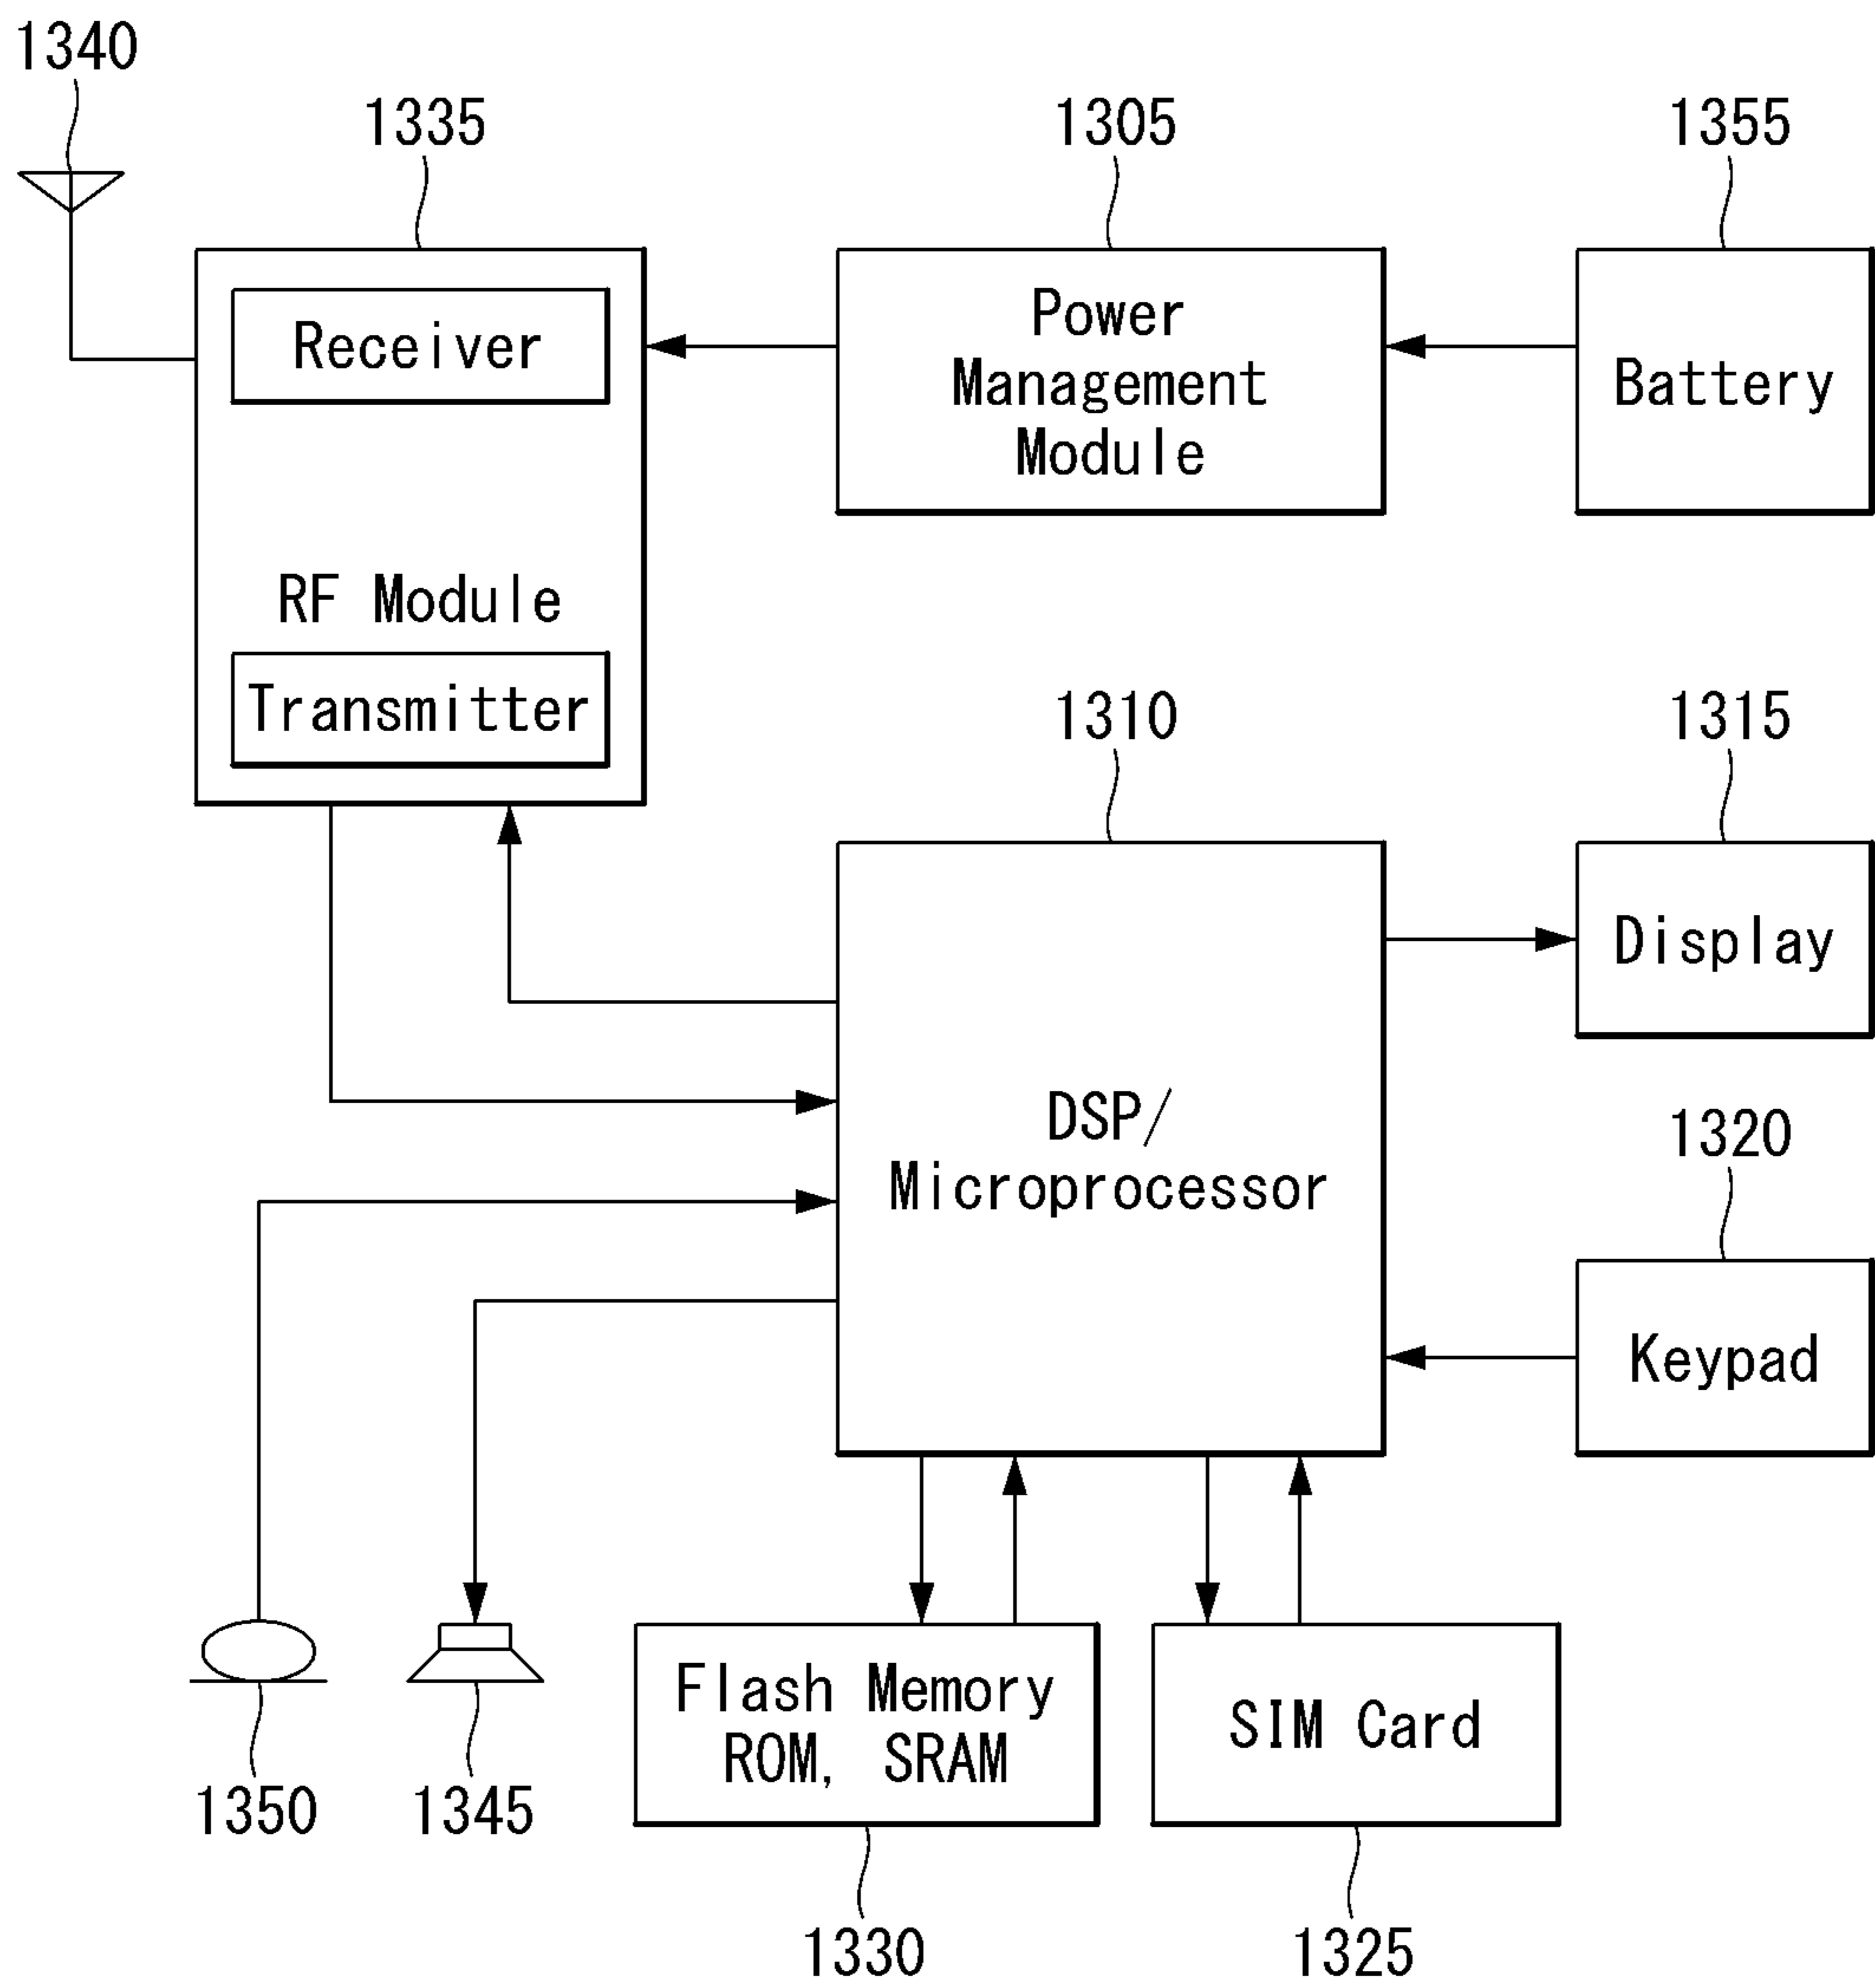 1340
1335
1305
1355
Receiver
RF Module
Transmitter
Power
Management
Module
Battery
1310
1315
DSP/
Microprocessor
Display
1320
Keypad
Flash Memory
ROM, SRAM
SIM Card
1350
1345
1330
1325